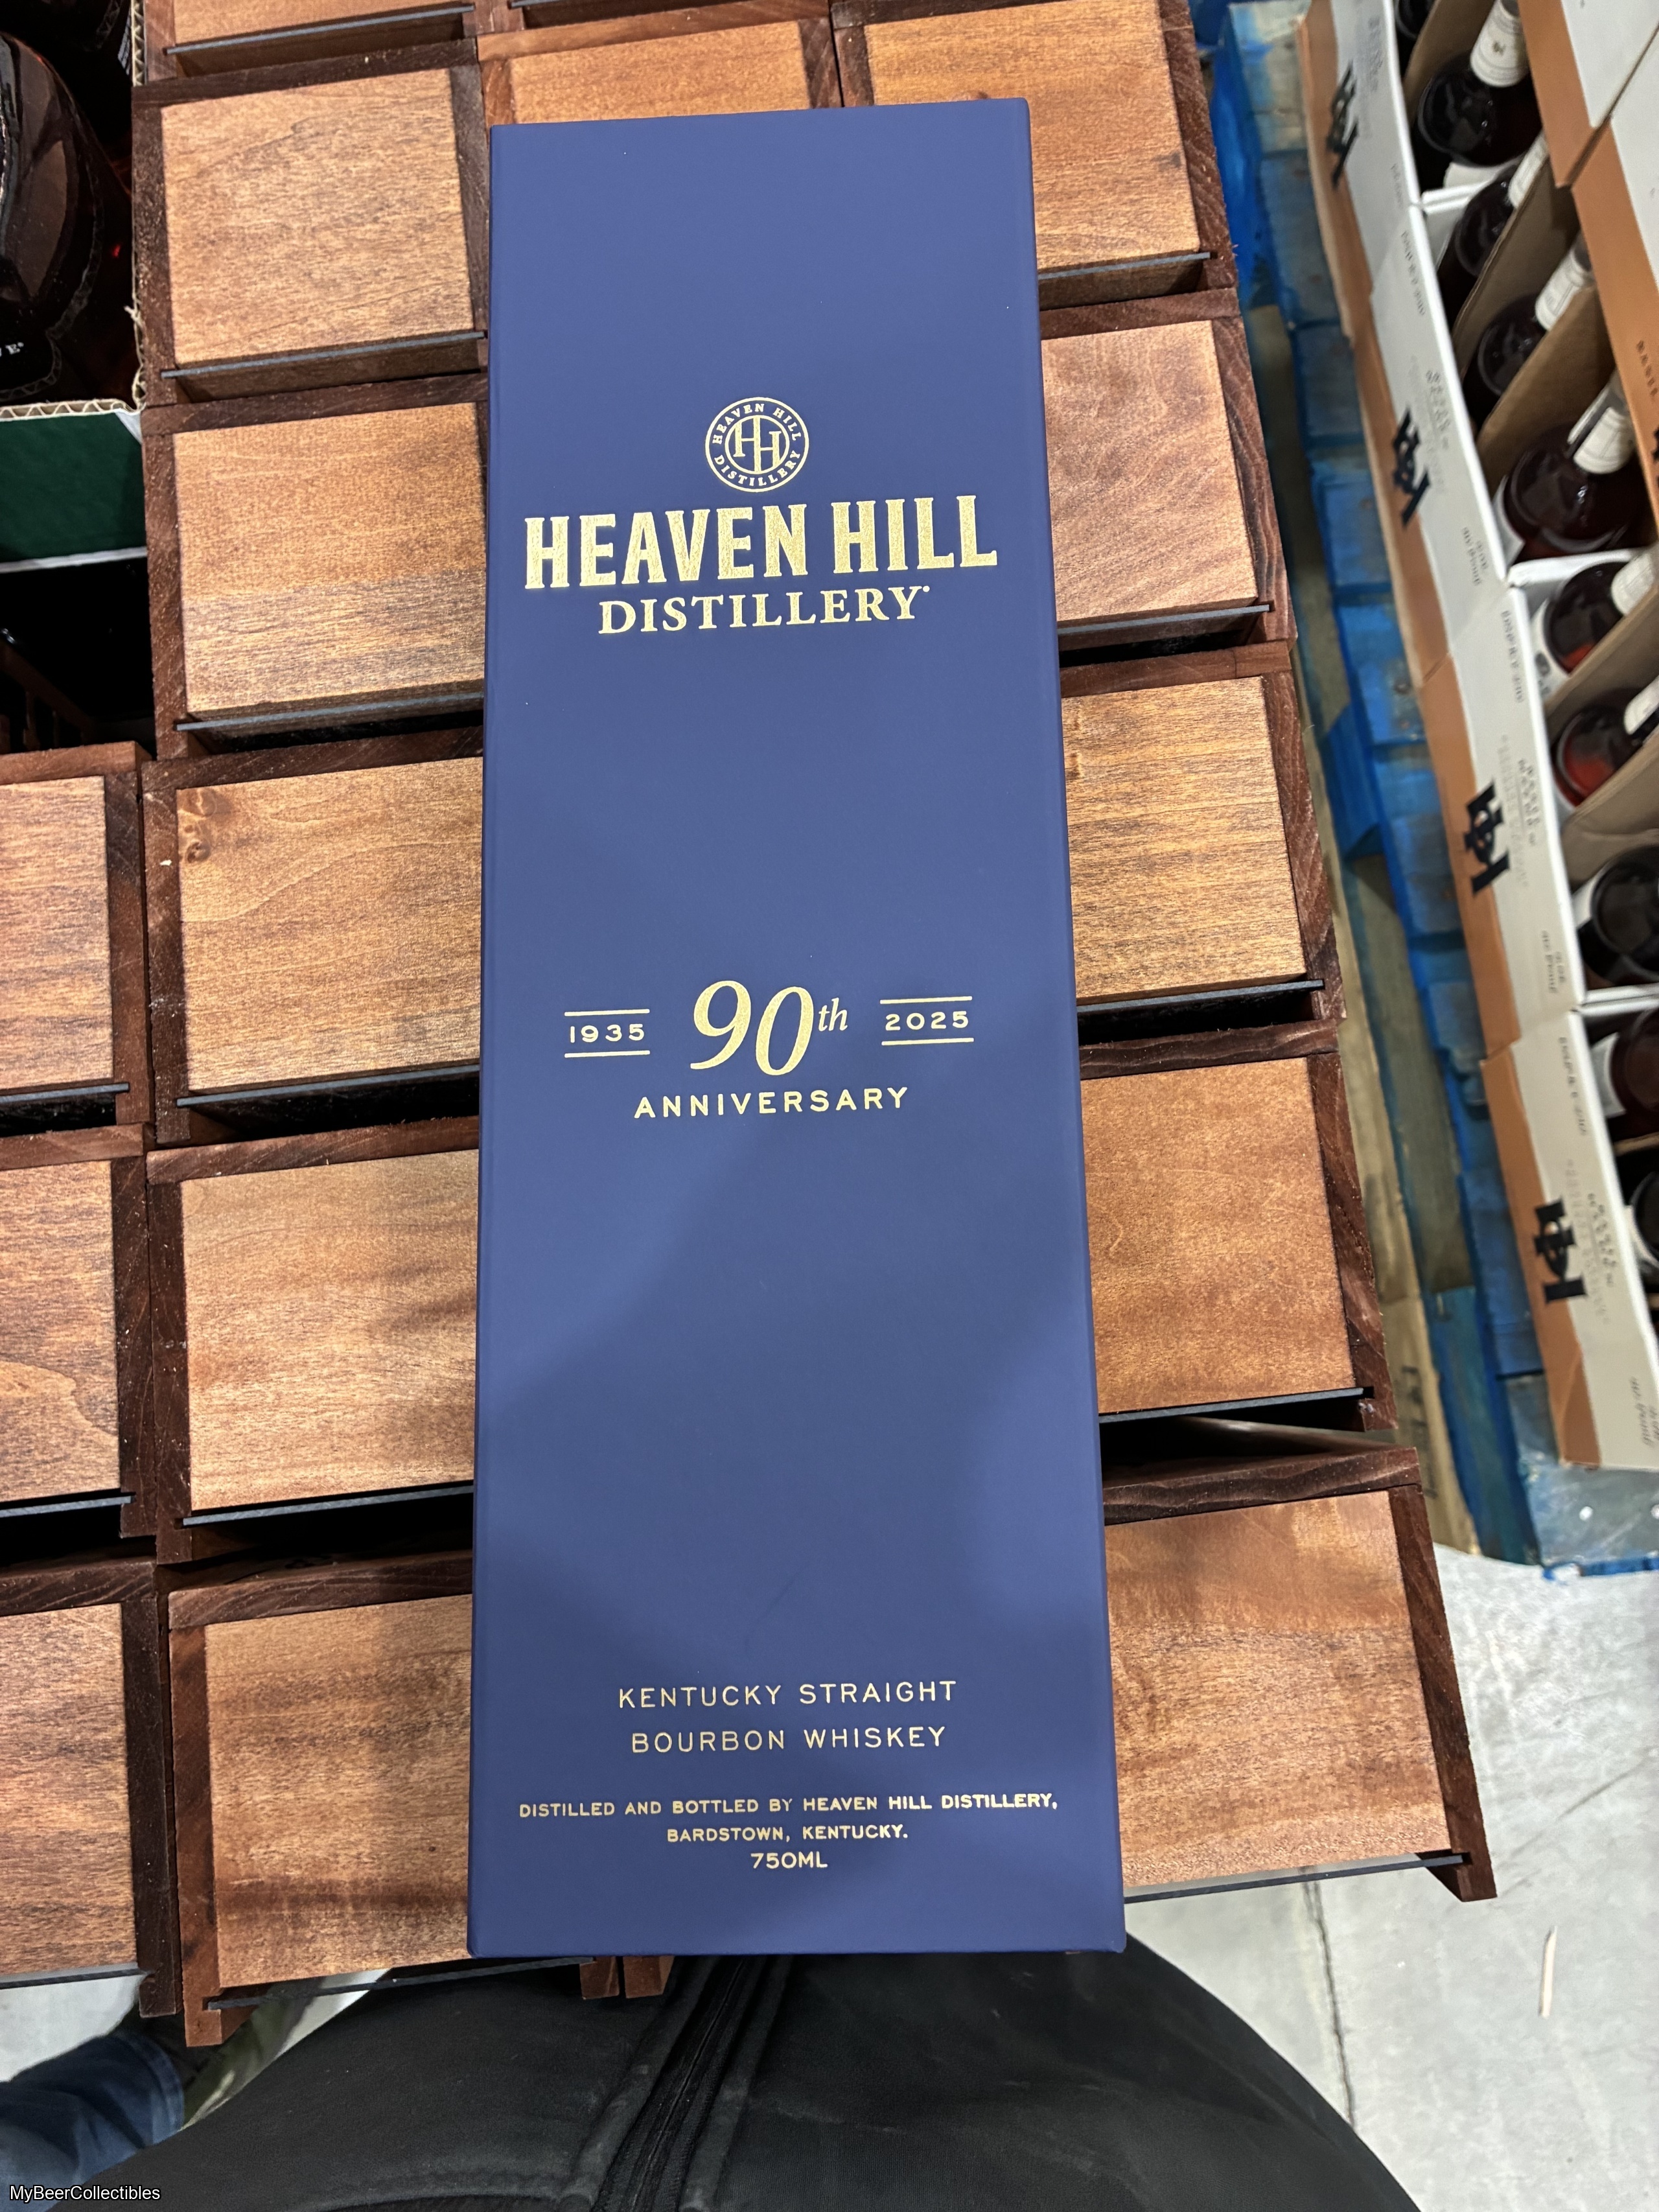 HEAVEN HILL
DISTILLERY
HH
HEAVEN HILL
DISTILLERY
1935 90th 2025
ANNIVERSARY
KENTUCKY STRAIGHT
BOURBON WHISKEY
DISTILLED AND BOTTLED BY HEAVEN HILL DISTILLERY,
BARDSTOWN, KENTUCKY.
750ML
MyBeerCollectibles